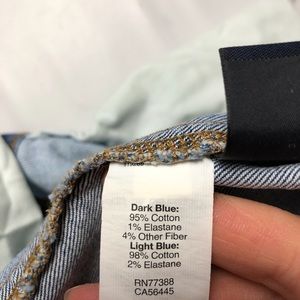 Dark Blue:
95% Cotton
1% Elastane
4% Other Fiber
Light Blue:
98% Cotton
2% Elastane
RN77388
CA56445